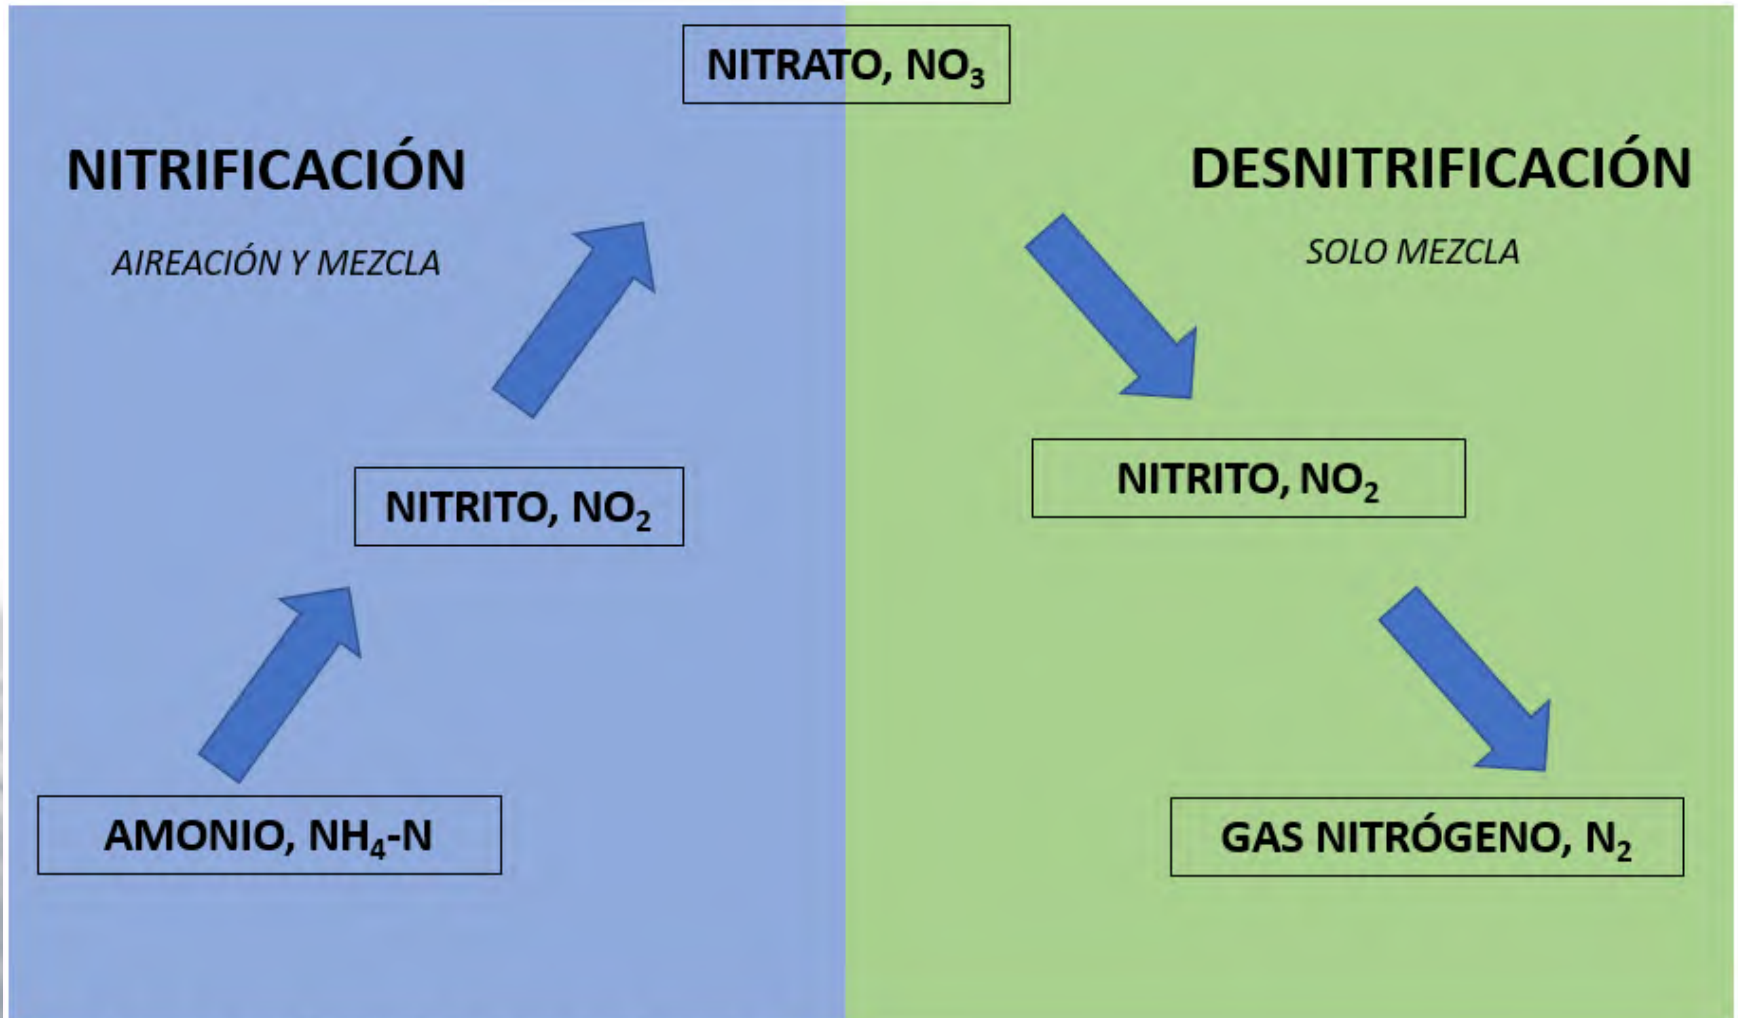 NITRATO, NO₃
NITRIFICACIÓN
AIREACIÓN Y MEZCLA
NITRITO, NO₂
AMONIO, NH₄-N
DESNITRIFICACIÓN
SOLO MEZCLA
NITRITO, NO₂
GAS NITRÓGENO, N₂